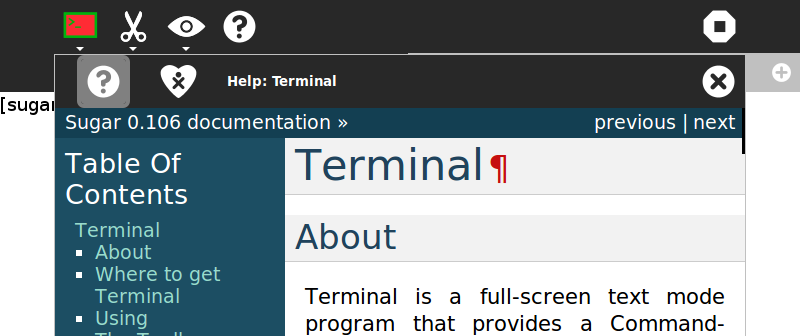 Help: Terminal
[sugar
Sugar 0.106 documentation »
previous | next
Table Of
Contents
Terminal
About
Where to get
Terminal
Using
Terminal¶
About
Terminal is a full-screen text mode
program that provides a Command-